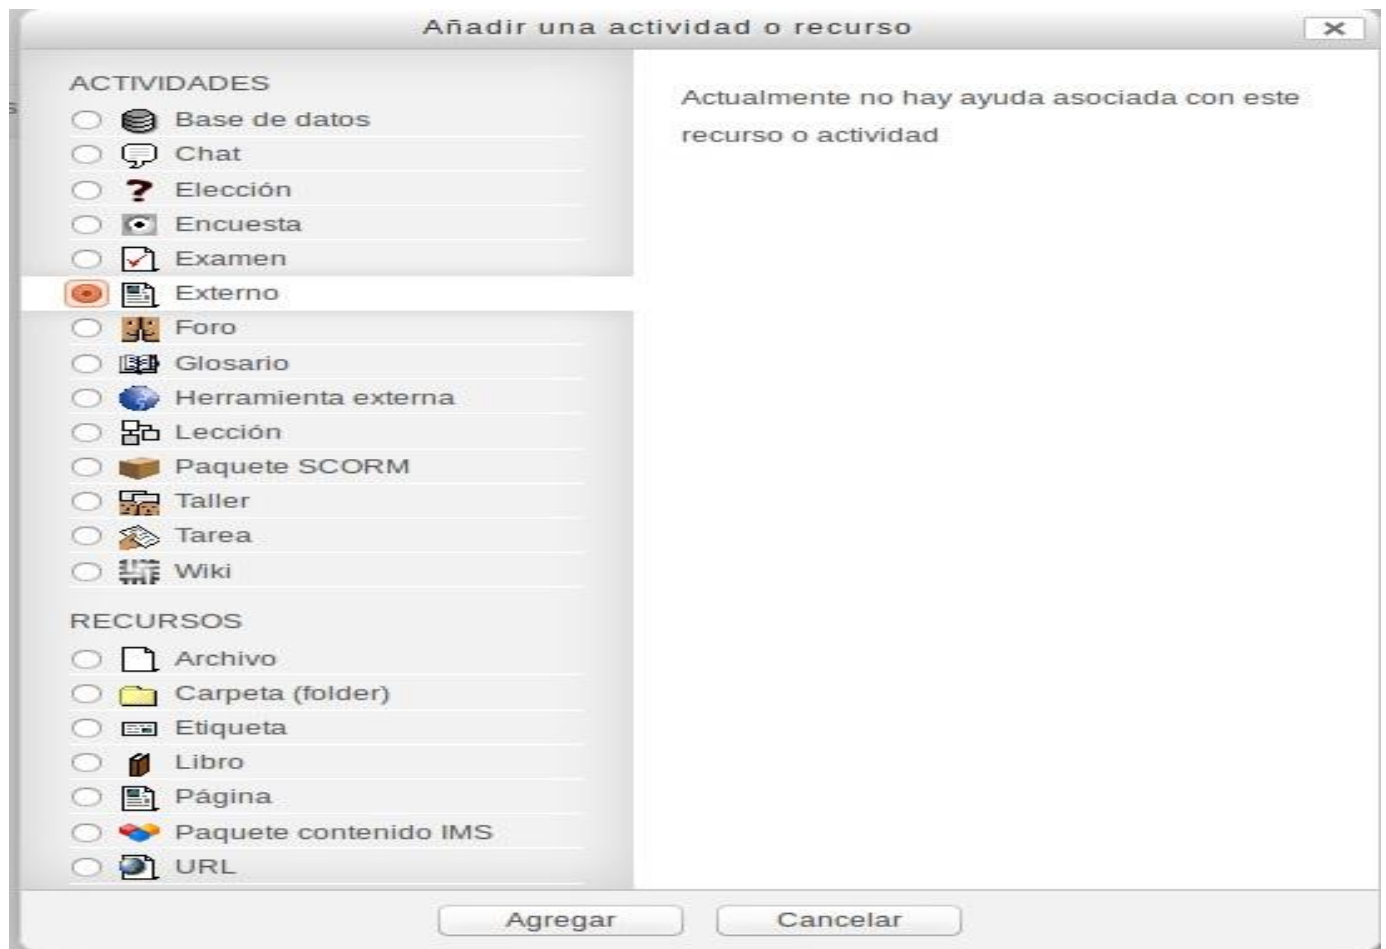 Añadir una actividad o recurso
ACTIVIDADES
Base de datos
Chat
Elección
Encuesta
Examen
Externo
Foro
Glosario
Herramienta externa
Lección
Paquete SCORM
Taller
Tarea
Wiki
RECURSOS
Archivo
Carpeta (folder)
Etiqueta
Libro
Página
Paquete contenido IMS
URL
Actualmente no hay ayuda asociada con este
recurso o actividad
Agregar
Cancelar